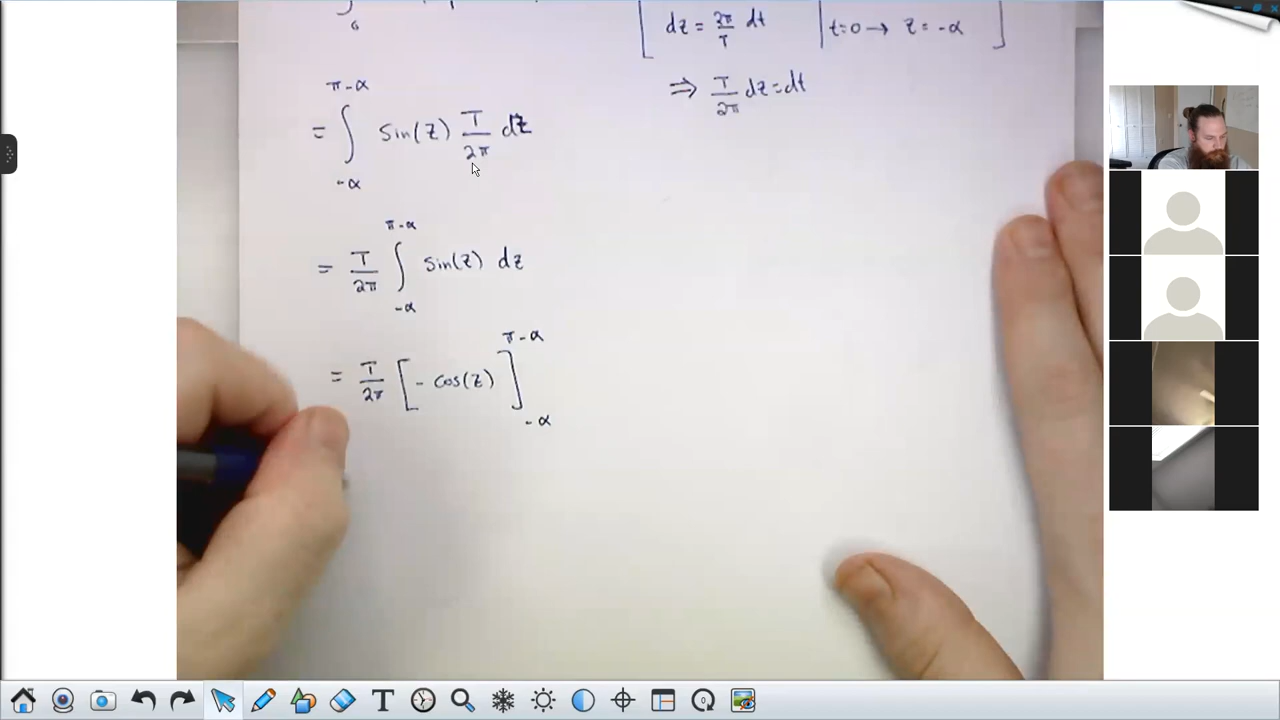 dz = 2π/T dt | t=0 → z = -α
⇒ T/2π dz = dt
= ∫_{-α}^{π-α} sin(z) T/2π dz
= T/2π ∫_{-α}^{π-α} sin(z) dz
= T/2π [- cos(z)]_{-α}^{π-α}